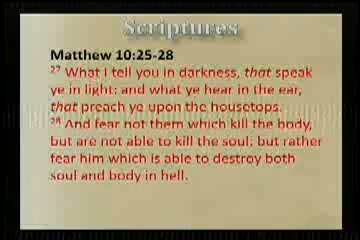 Scriptures
Matthew 10:25-28
27 What I tell you in darkness, that speak
ye in light: and what ye hear in the ear,
that preach ye upon the housetops.
28 And fear not them which kill the body,
but are not able to kill the soul: but rather
fear him which is able to destroy both
soul and body in hell.